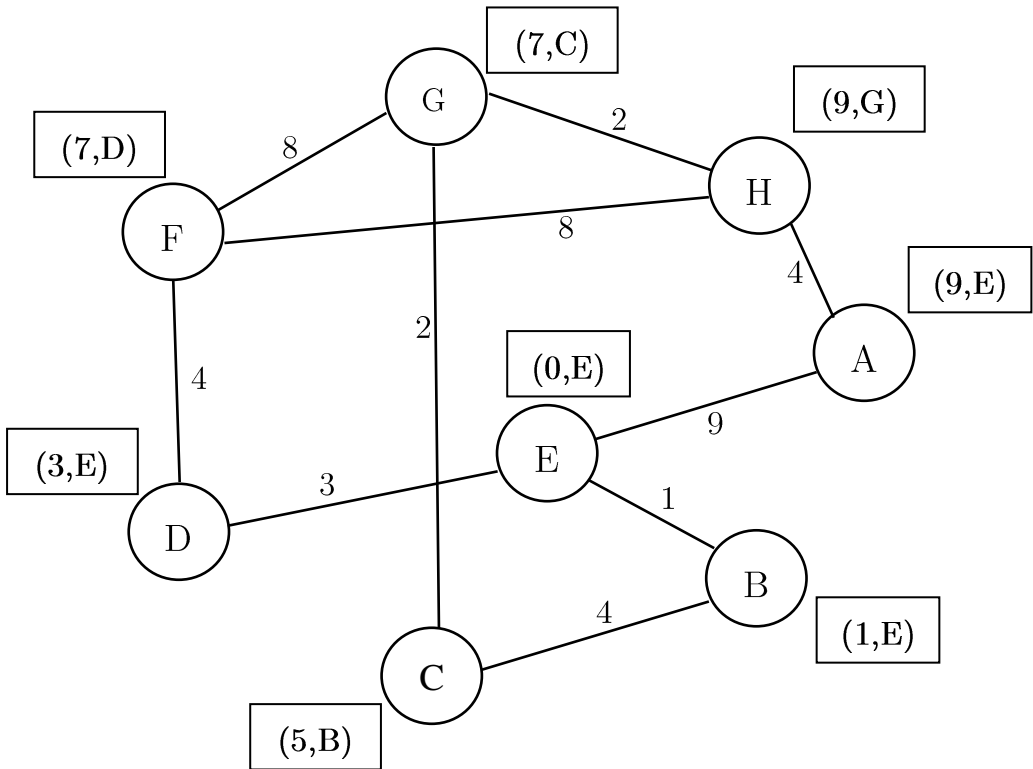 (7,C)
G
(9,G)
2
(7,D)
8
H
F
8
4
(9,E)
2
A
(0,E)
4
9
E
(3,E)
3
1
D
B
4
(1,E)
C
(5,B)